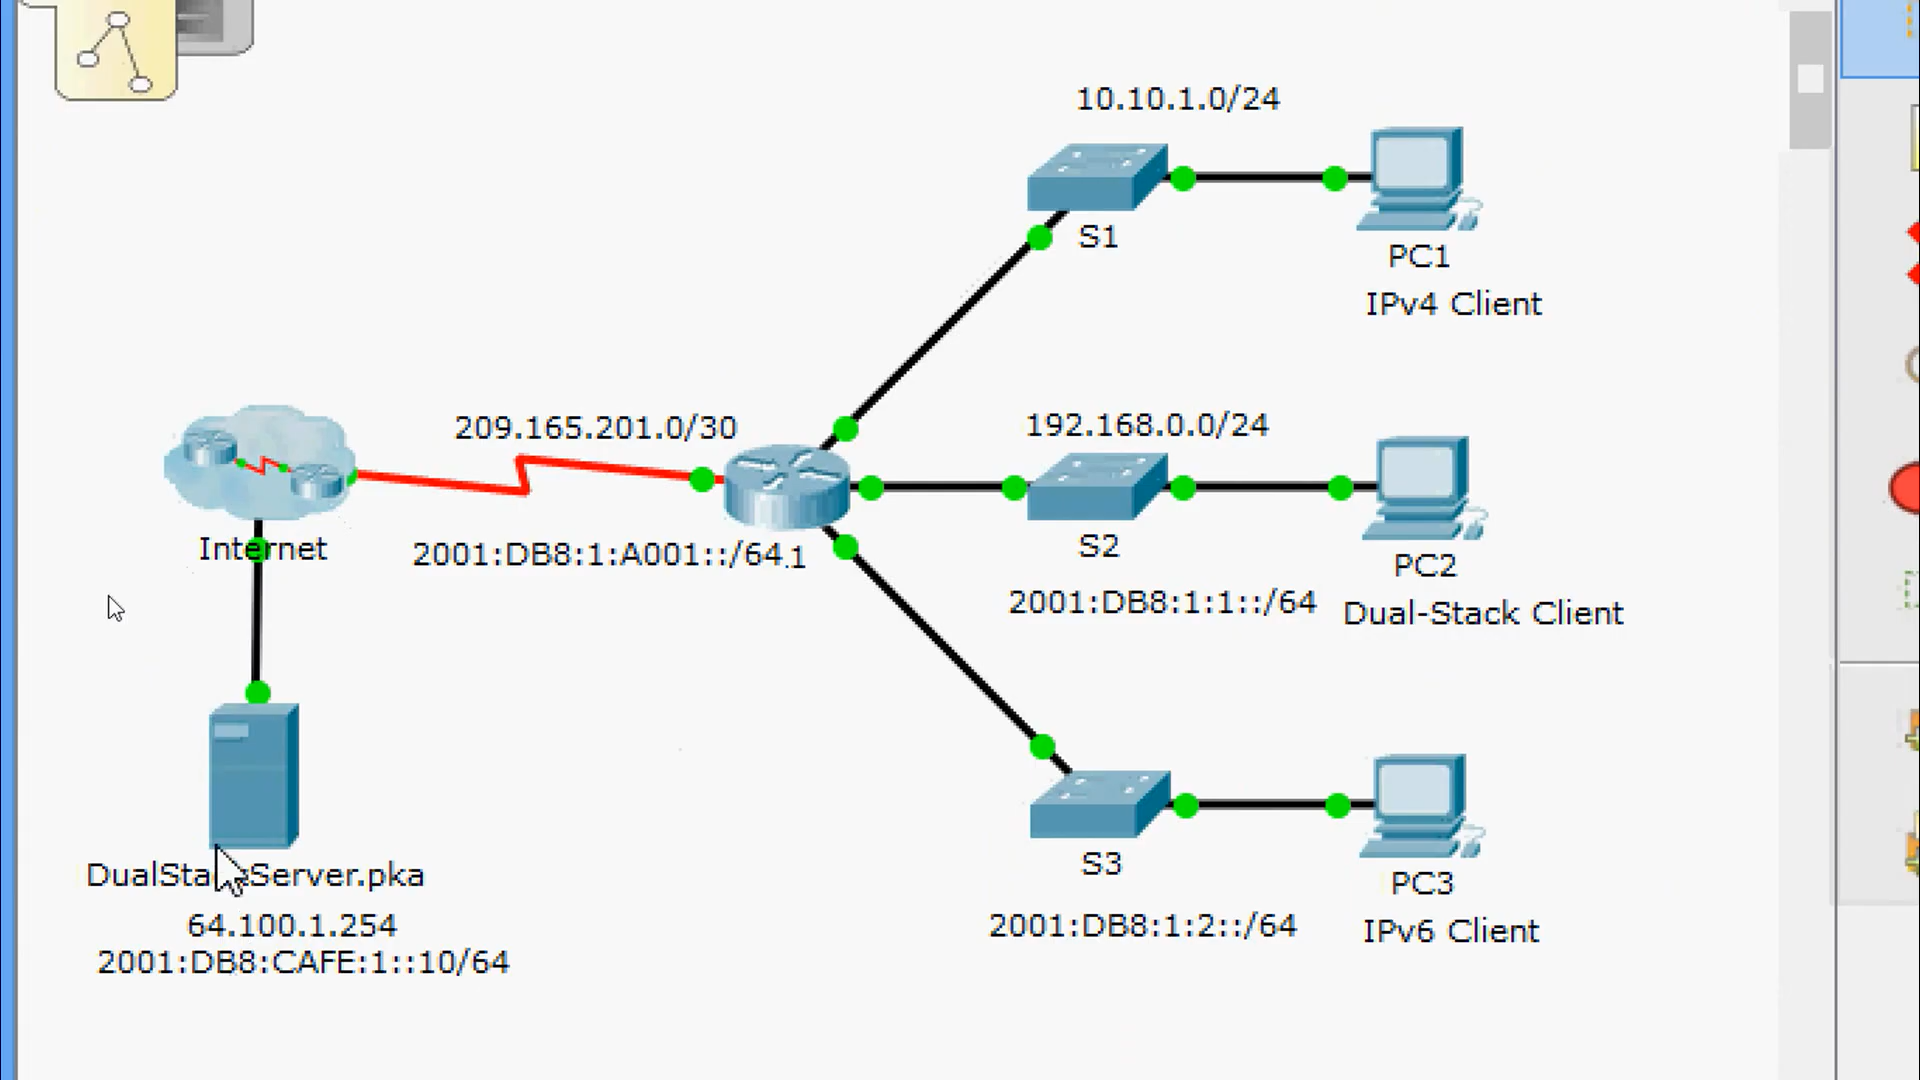 10.10.1.0/24
S1
PC1
IPv4 Client
209.165.201.0/30
192.168.0.0/24
Internet
2001:DB8:1:A001::/64
.1
S2
PC2
2001:DB8:1:1::/64
Dual-Stack Client
S3
PC3
Server.pka
64.100.1.254
2001:DB8:1:2::/64
IPv6 Client
2001:DB8:CAFE:1::10/64